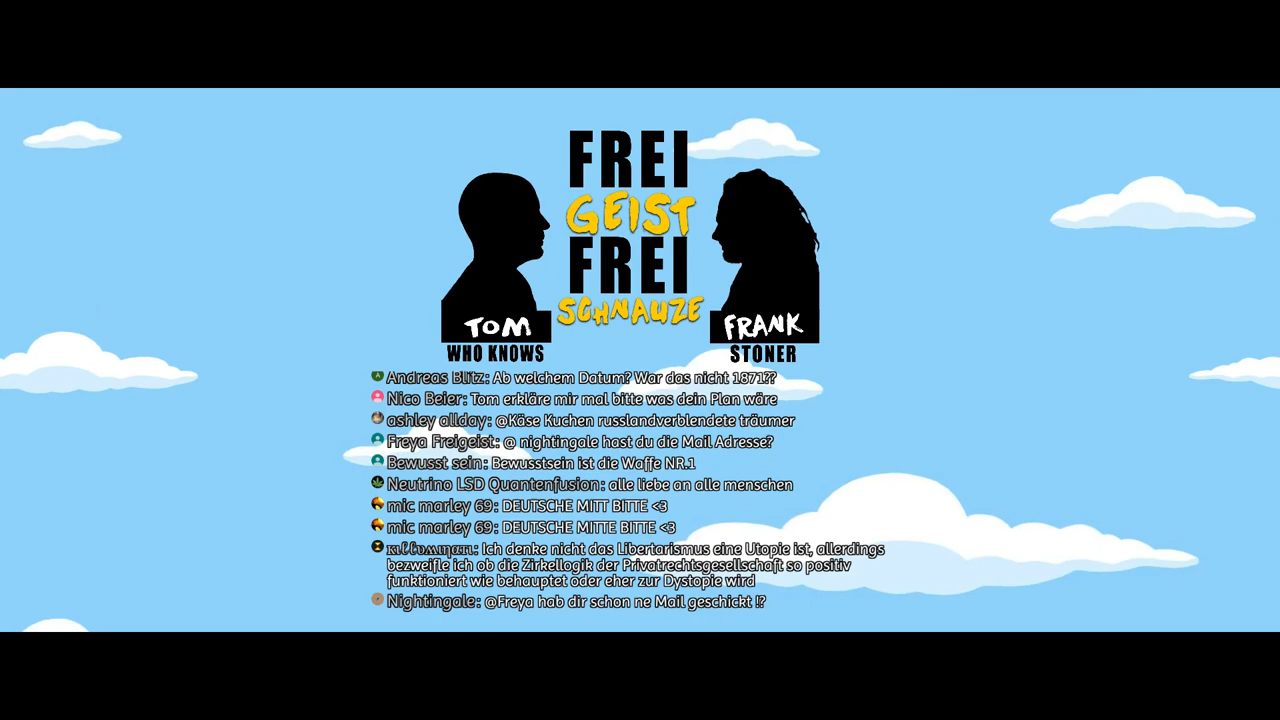 FREI
GEIST
FREI
SCHNAUZE
TOM
WHO KNOWS
FRANK
STONER
Andreas Blitz: Ab welchem Datum? War das nicht 1871??
Nico Beier: Tom erkläre mir mal bitte was dein Plan wäre
ashley allday: @Käse Kuchen russlandverblendete träumer
Freya Freigeist: @ nightingale hast du die Mail Adresse?
Bewusst sein: Bewusstsein ist die Waffe NR.1
Neutrino LSD Quantenfusion: alle liebe an alle menschen
mic marley 69: DEUTSCHE MITT BITTE <3
mic marley 69: DEUTSCHE MITTE BITTE <3
Ich denke nicht das Libertarismus eine Utopie ist, allerdings
bezweifle ich ob die Zirkellogik der Privatrechtsgesellschaft so positiv
funktioniert wie behauptet oder eher zur Dystopie wird
Nightingale: @Freya hab dir schon ne Mail geschickt !?